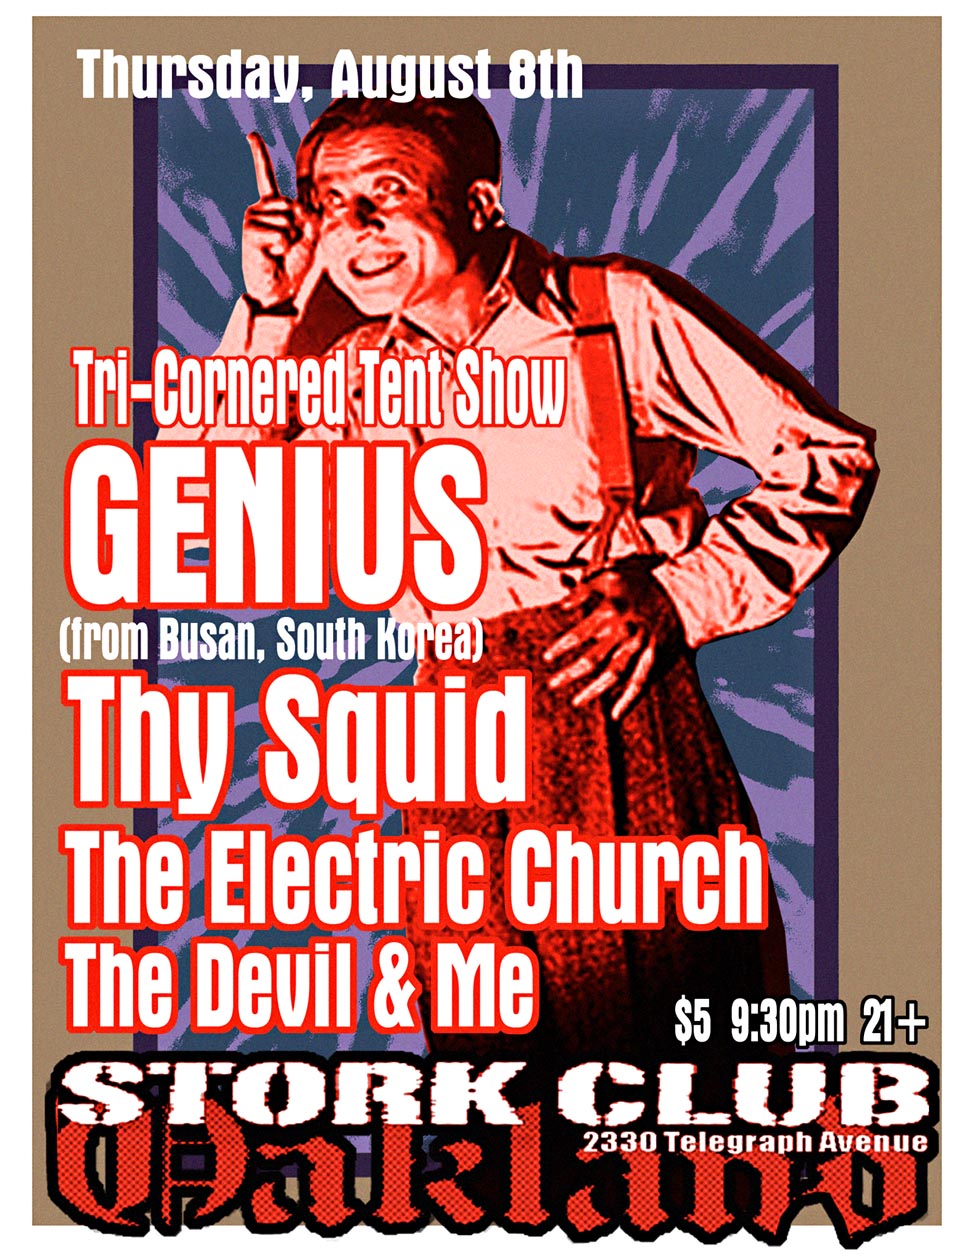 Thursday, August 8th
Tri-Cornered Tent Show
GENIUS
(from Busan, South Korea)
Thy Squid
The Electric Church
The Devil & Me
$5 9:30pm 21+
STORK CLUB
2330 Telegraph Avenue
Oakland